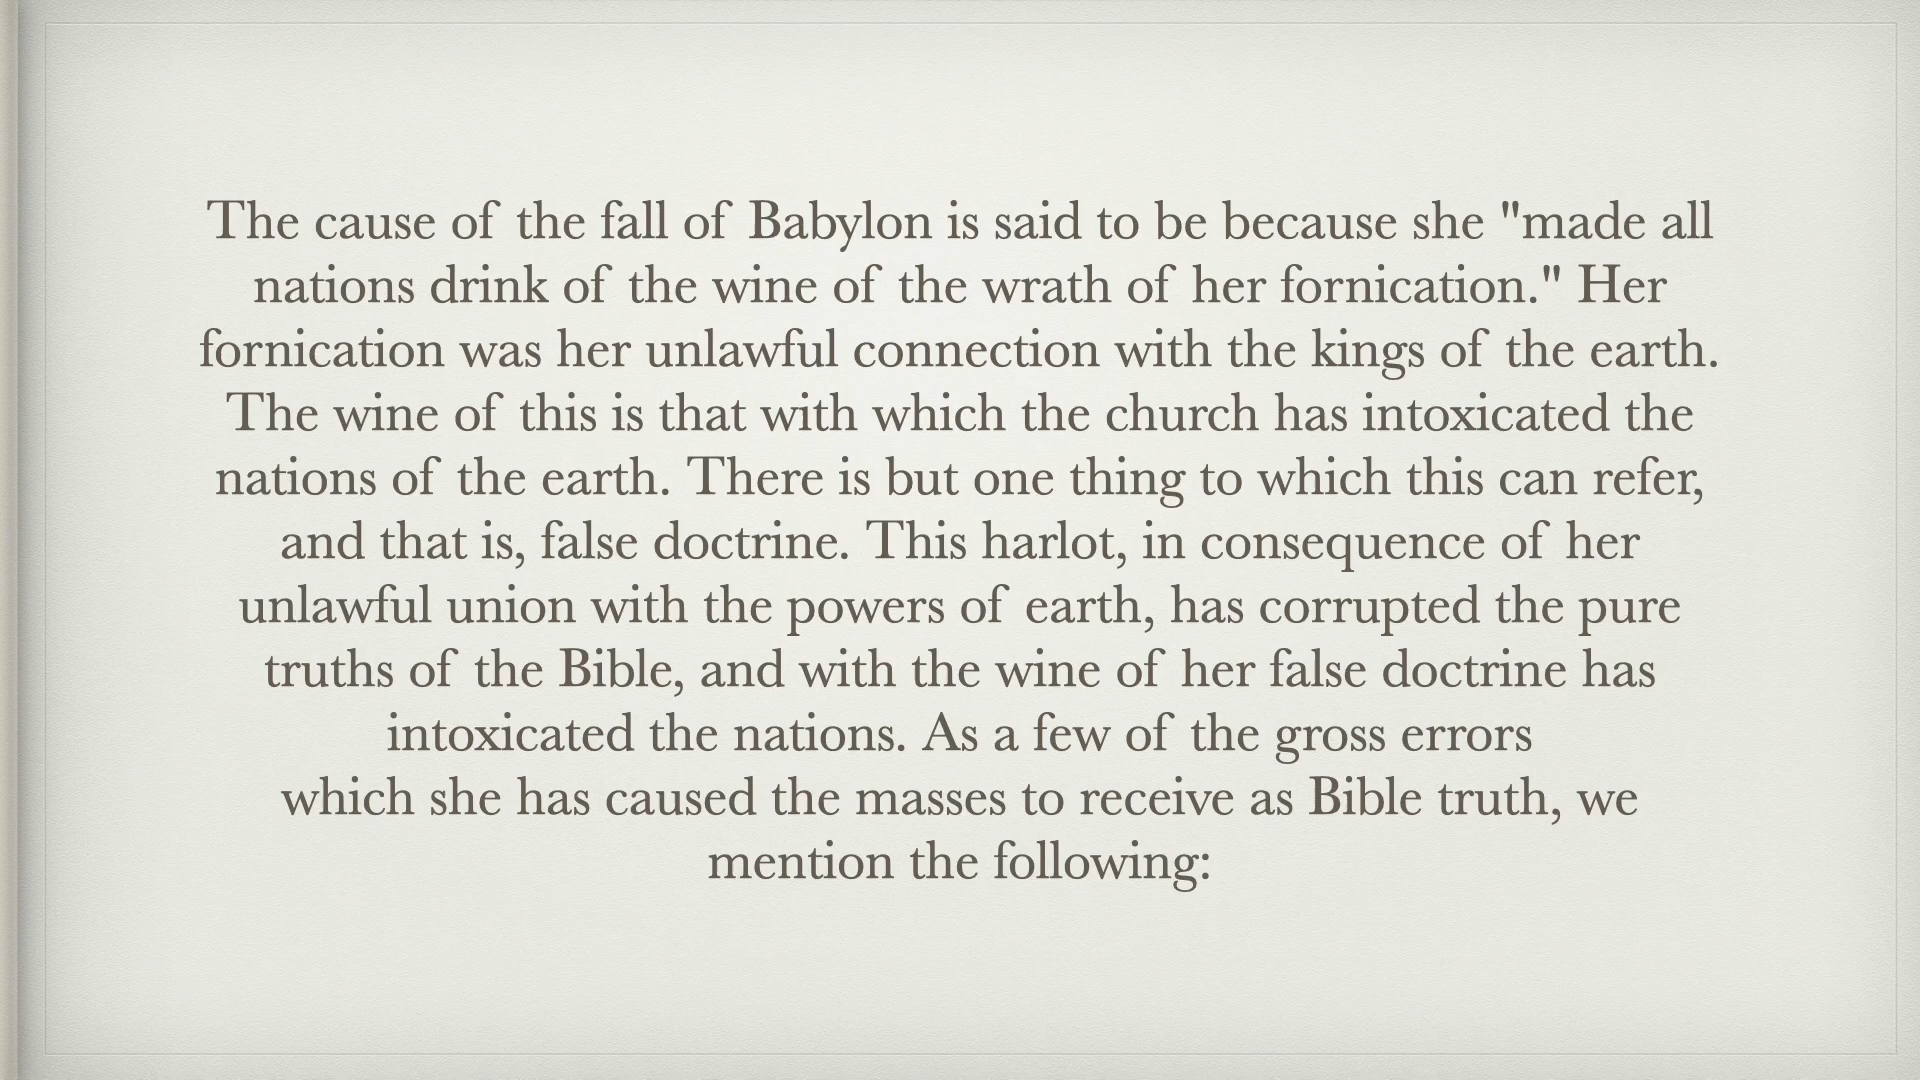 The cause of the fall of Babylon is said to be because she "made all
nations drink of the wine of the wrath of her fornication." Her
fornication was her unlawful connection with the kings of the earth.
The wine of this is that with which the church has intoxicated the
nations of the earth. There is but one thing to which this can refer,
and that is, false doctrine. This harlot, in consequence of her
unlawful union with the powers of earth, has corrupted the pure
truths of the Bible, and with the wine of her false doctrine has
intoxicated the nations. As a few of the gross errors
which she has caused the masses to receive as Bible truth, we
mention the following: